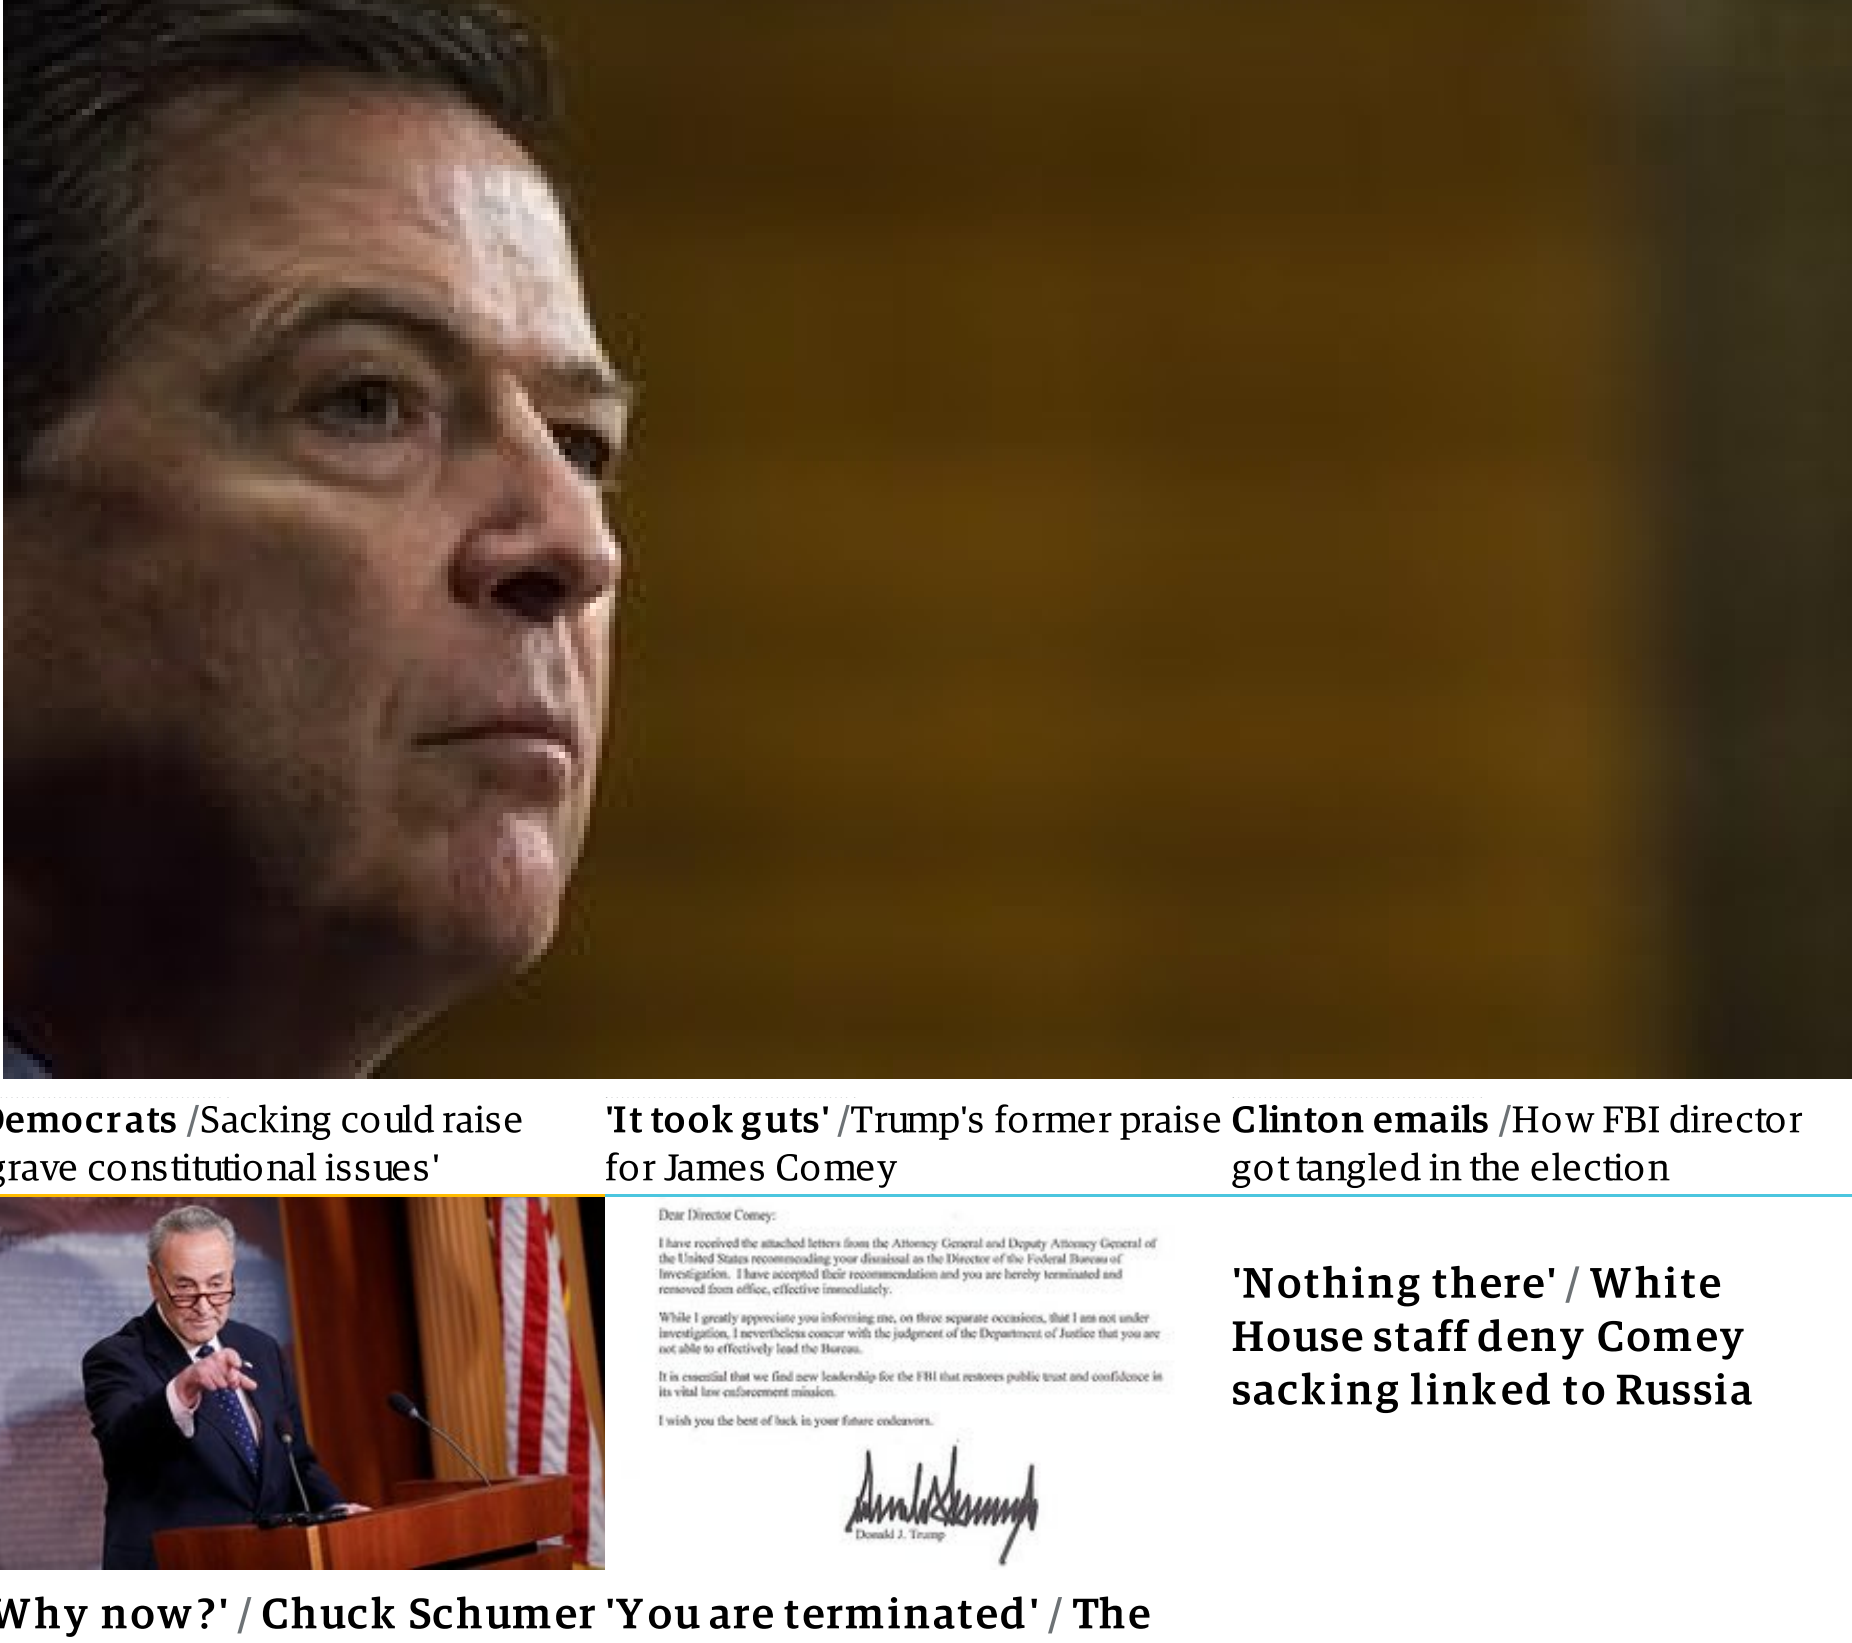 Democrats /Sacking could raise
grave constitutional issues'
'It took guts' /Trump's former praise
for James Comey
Clinton emails /How FBI director
got tangled in the election
Dear Director Comey:
I have received the attached letters from the Attorney General and Deputy Attorney General of
the United States recommending your dismissal as the Director of the Federal Bureau of
Investigation. I have accepted their recommendation and you are hereby terminated and
removed from office, effective immediately.
While I greatly appreciate you informing me, on three separate occasions, that I am not under
investigation, I nevertheless concur with the judgment of the Department of Justice that you are
not able to effectively lead the Bureau.
It is essential that we find new leadership for the FBI that restores public trust and confidence in
its vital law enforcement mission.
I wish you the best of luck in your future endeavors.
Donald J. Trump
'Nothing there' / White
House staff deny Comey
sacking linked to Russia
Why now?' / Chuck Schumer
'You are terminated' / The